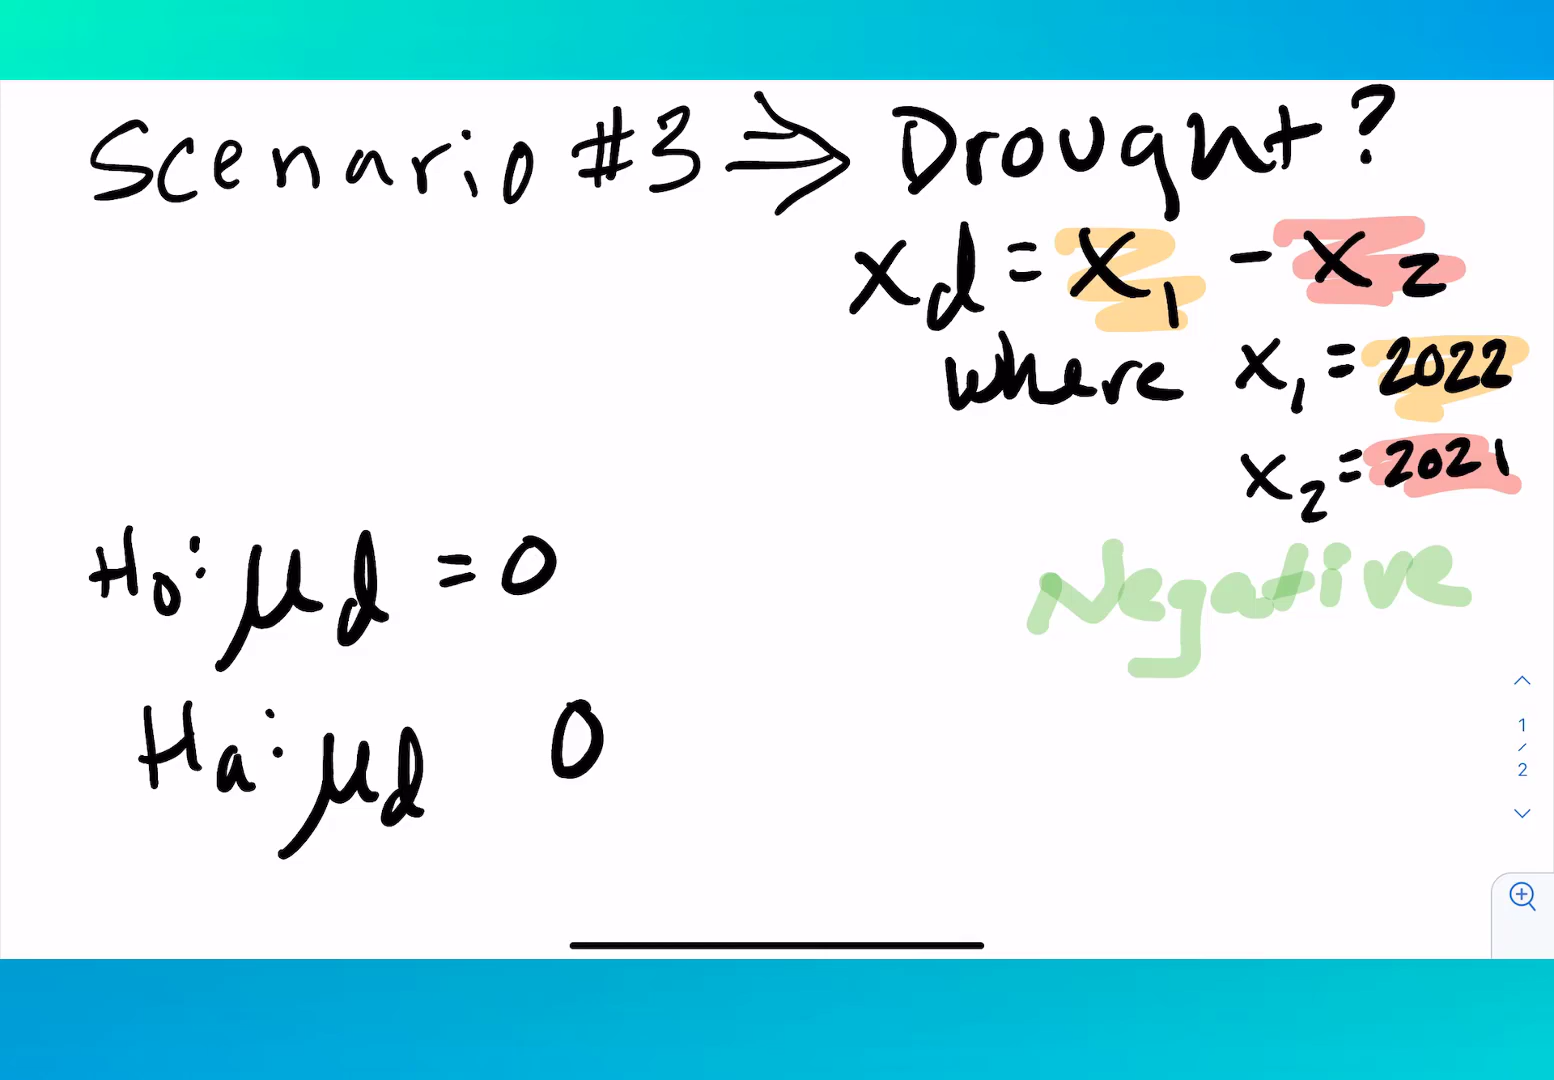 Scenario #3 ⇒ Drought?
xd = x1 - x2
where x1 = 2022
x2 = 2021
Negative
H0: μd = 0
Ha: μd 0
1
/
2